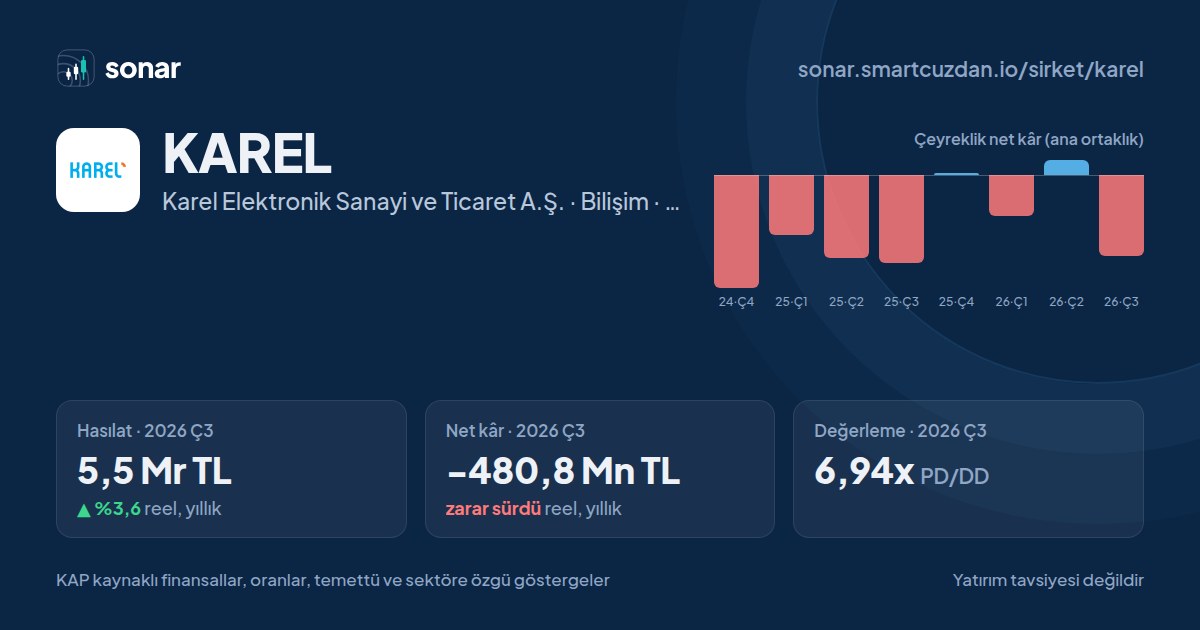 sonar
sonar.smartcuzdan.io/sirket/karel
KAREL
KAREL
Karel Elektronik Sanayi ve Ticaret A.Ş. · Bilişim · ...
Çeyreklik net kâr (ana ortaklık)
24·Ç4 25·Ç1 25·Ç2 25·Ç3 25·Ç4 26·Ç1 26·Ç2 26·Ç3
Hasılat · 2026 Ç3
5,5 Mr TL
▲ %3,6 reel, yıllık
Net kâr · 2026 Ç3
−480,8 Mn TL
zarar sürdü reel, yıllık
Değerleme · 2026 Ç3
6,94x PD/DD
KAP kaynaklı finansallar, oranlar, temettü ve sektöre özgü göstergeler
Yatırım tavsiyesi değildir